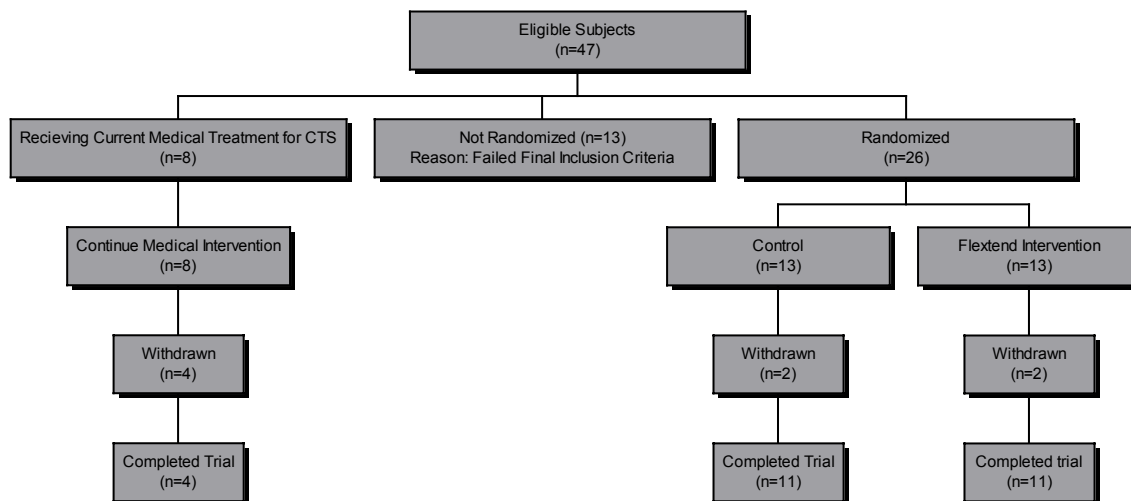 Eligible Subjects
(n=47)
Recieving Current Medical Treatment for CTS
(n=8)
Not Randomized (n=13)
Reason: Failed Final Inclusion Criteria
Randomized
(n=26)
Continue Medical Intervention
(n=8)
Control
(n=13)
Flextend Intervention
(n=13)
Withdrawn
(n=4)
Withdrawn
(n=2)
Withdrawn
(n=2)
Completed Trial
(n=4)
Completed Trial
(n=11)
Completed trial
(n=11)